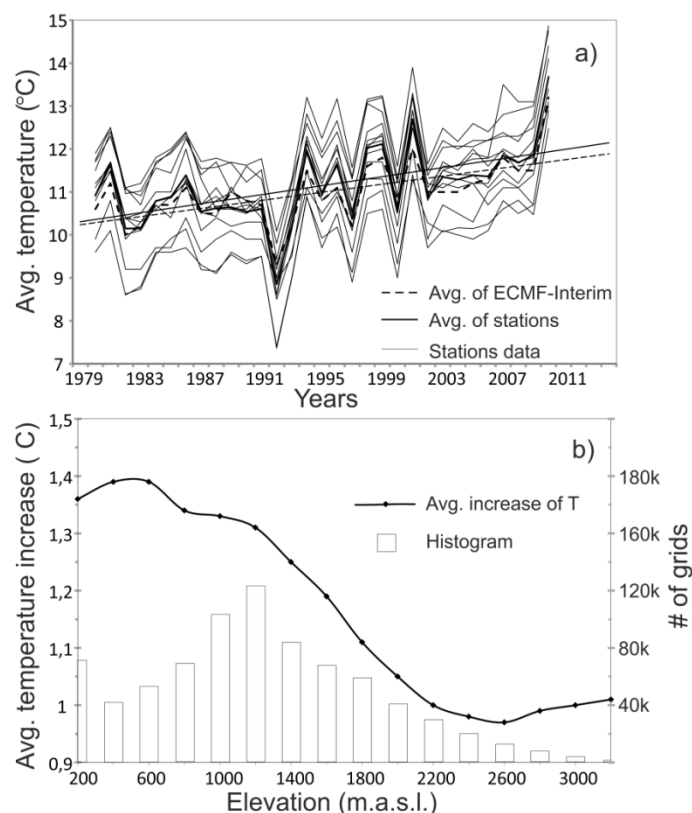 15
a)
14
13
12
11
10
9
8
7
Avg. temperature (°C)
Avg. of ECMF-Interim
Avg. of stations
Stations data
1979 1983 1987 1991 1995 1999 2003 2007 2011
Years
1,5
b)
1,4
1,3
1,2
1,1
1
0,9
Avg. temperature increase ( C)
Avg. increase of T
Histogram
180k
160k
120k
80k
40k
# of grids
200 600 1000 1400 1800 2200 2600 3000
Elevation (m.a.s.l.)